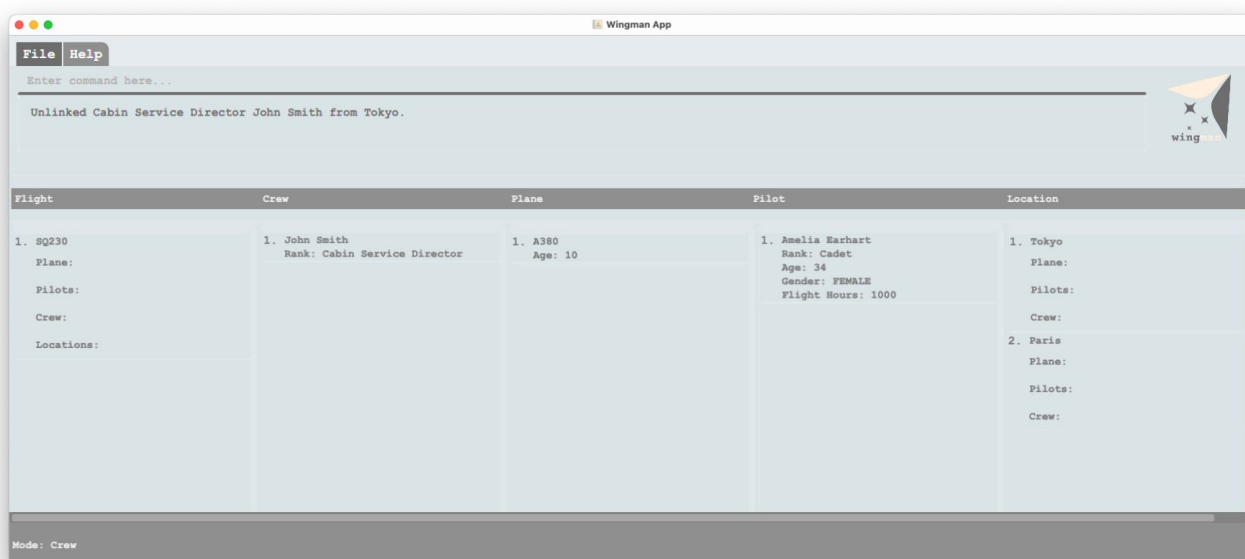 Wingman App
File Help
Enter command here...
Unlinked Cabin Service Director John Smith from Tokyo.
wingman
Flight Crew Plane Pilot Location
1. SQ230
Plane:
Pilots:
Crew:
Locations:
1. John Smith
Rank: Cabin Service Director
1. A380
Age: 10
1. Amelia Earhart
Rank: Cadet
Age: 34
Gender: FEMALE
Flight Hours: 1000
1. Tokyo
Plane:
Pilots:
Crew:
2. Paris
Plane:
Pilots:
Crew:
Mode: Crew